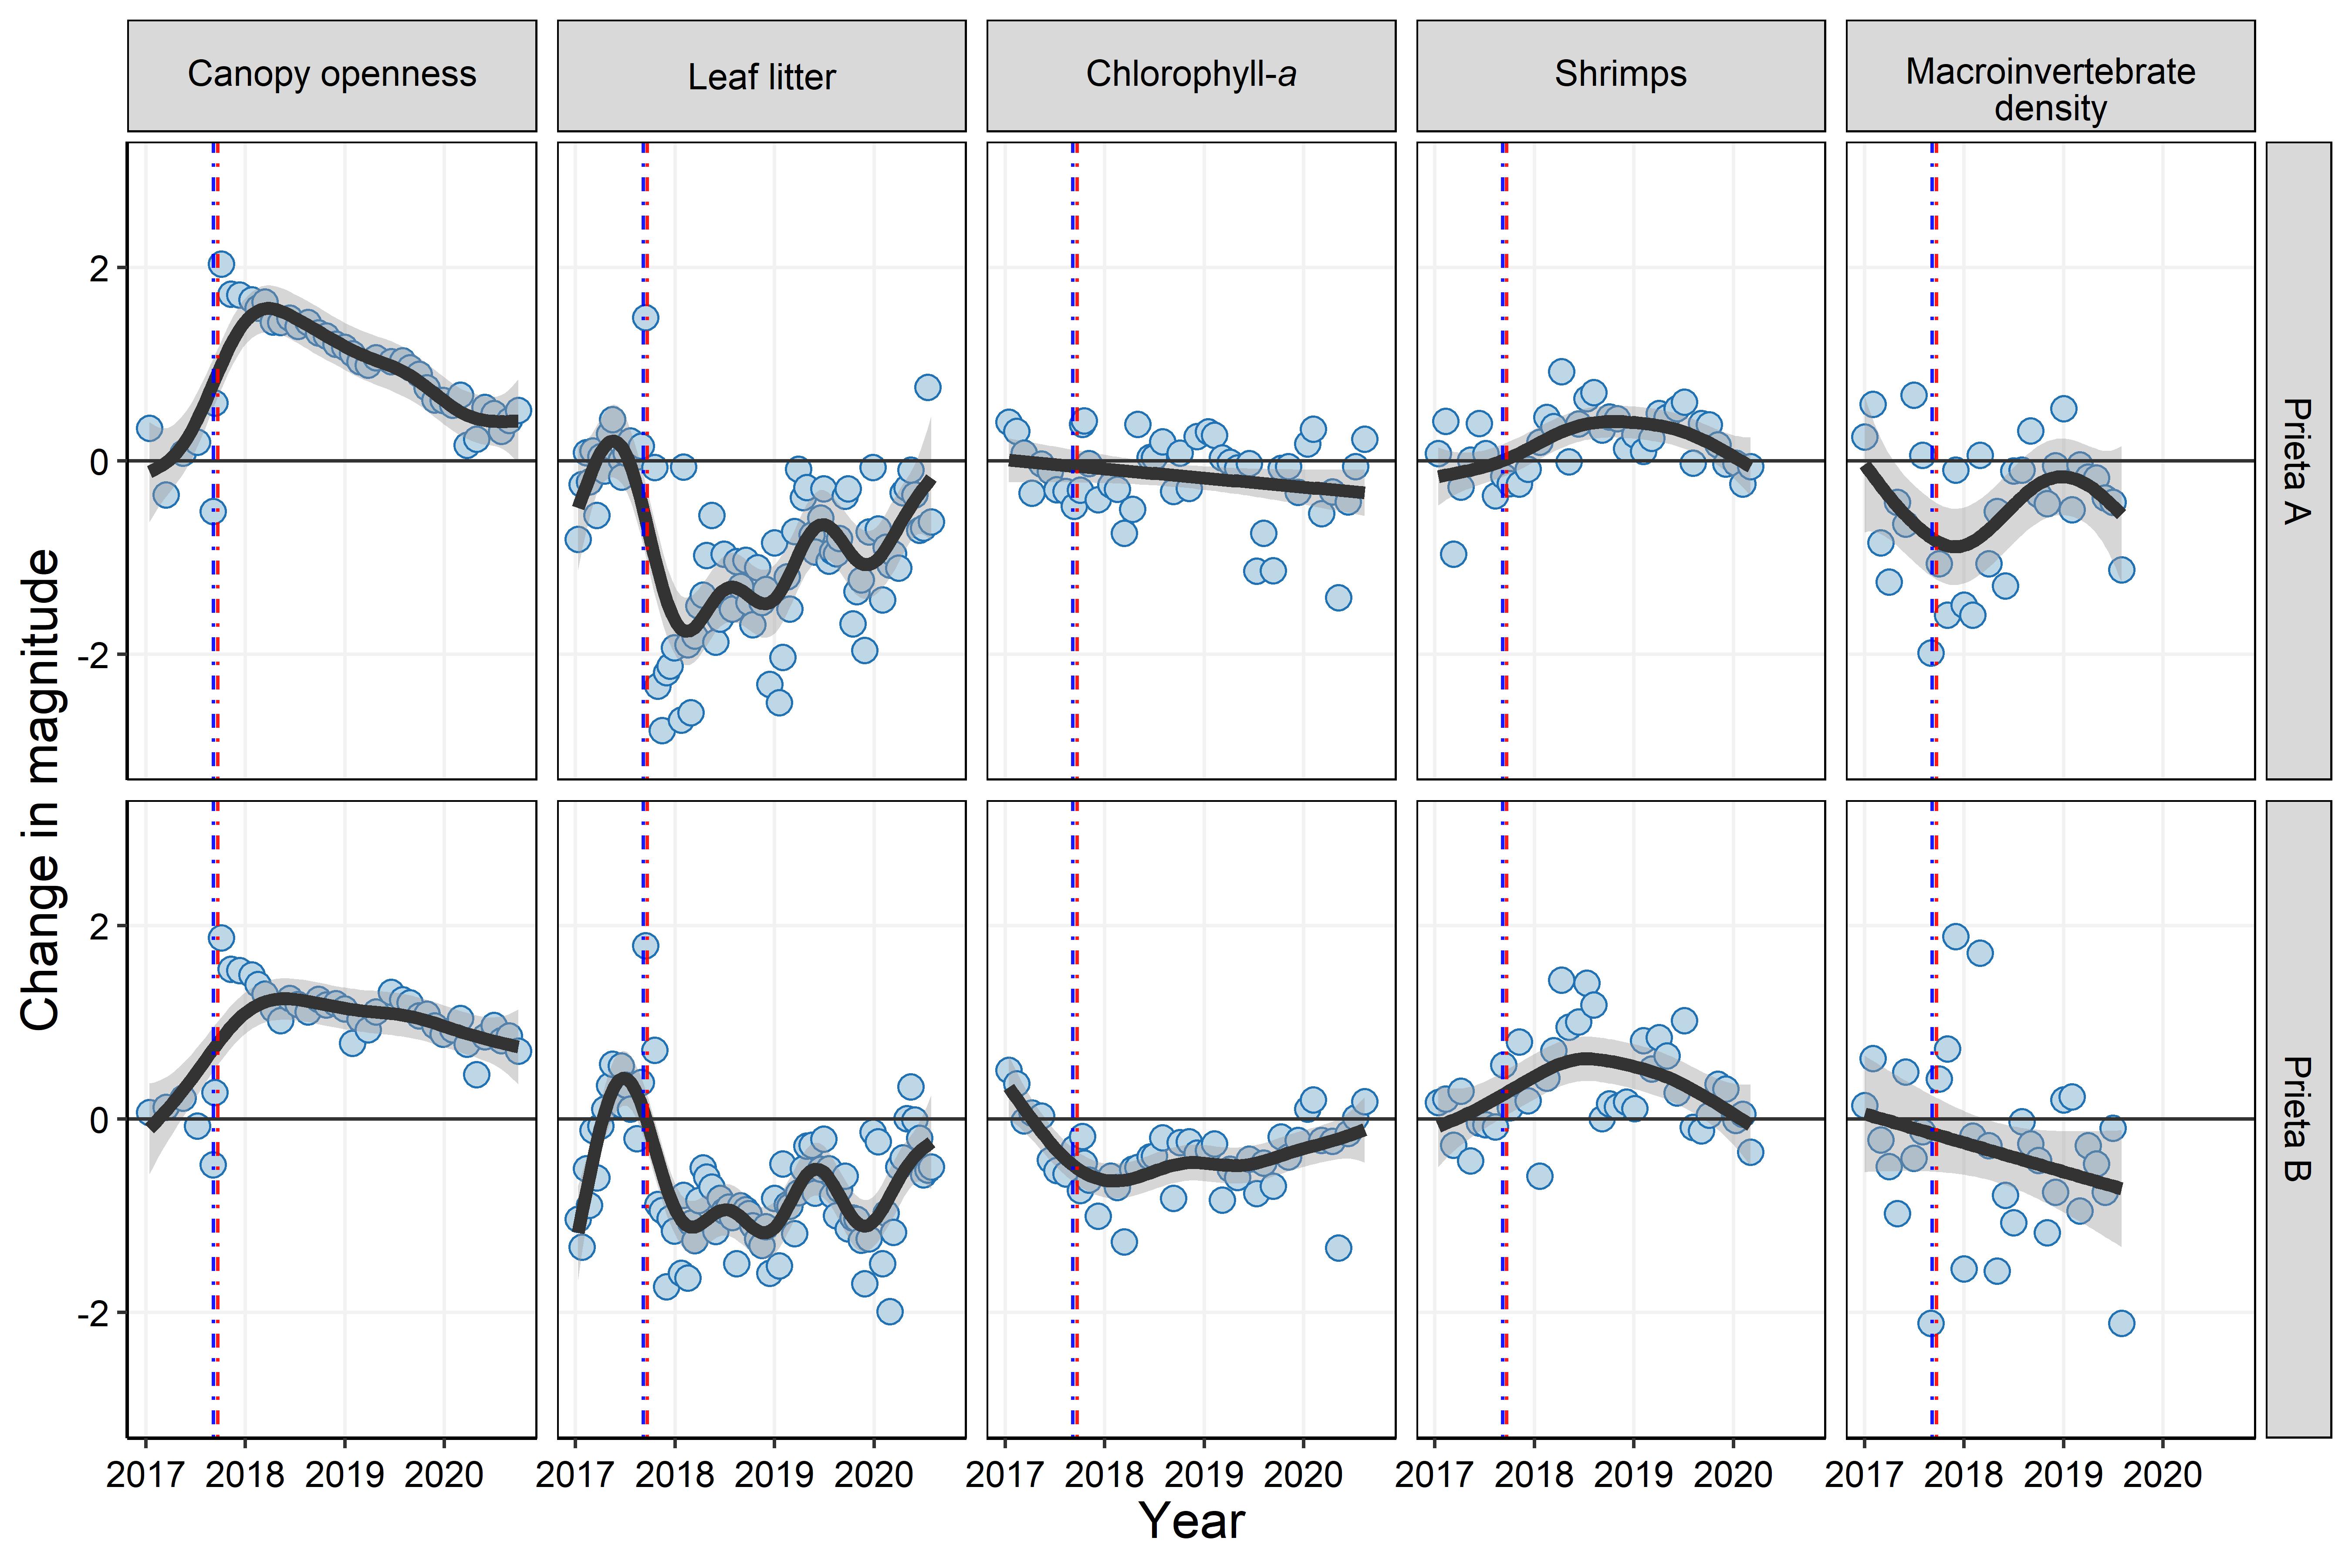 Canopy openness
Leaf litter
Chlorophyll-a
Shrimps
Macroinvertebrate
density
Change in magnitude
2
0
-2
Prieta A
2
0
-2
Prieta B
2017 2018 2019 2020
2017 2018 2019 2020
2017 2018 2019 2020
2017 2018 2019 2020
2017 2018 2019 2020
Year